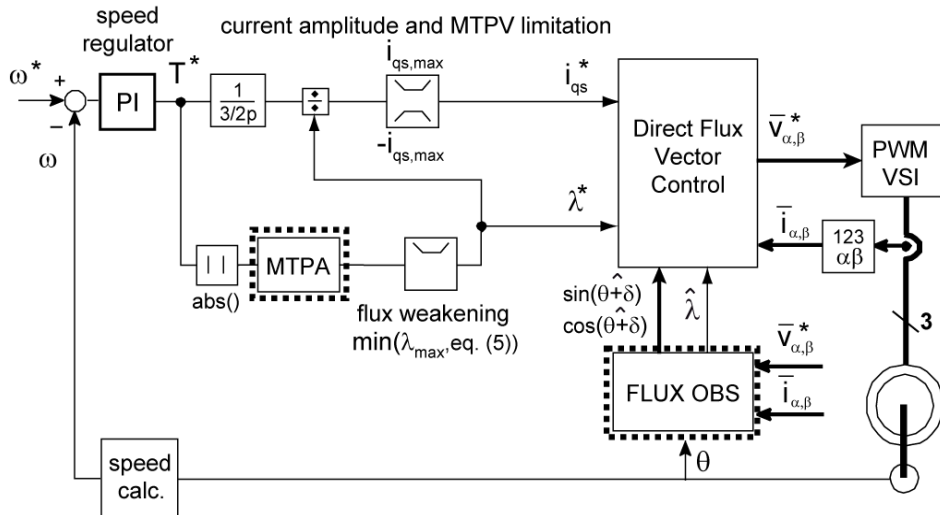 speed
regulator
current amplitude and MTPV limitation
ω*
+
−
ω
PI
T*
1
3/2p
÷
i_qs,max
-i_qs,max
i_qs*
Direct Flux
Vector
Control
v̅_α,β*
PWM
VSI
λ*
i̅_α,β
123
αβ
| |
abs()
MTPA
flux weakening
min(λ_max,eq. (5))
sin(θ+̂δ)
cos(θ+̂δ)
λ̂
3
FLUX OBS
v̅_α,β*
i̅_α,β
speed
calc.
θ